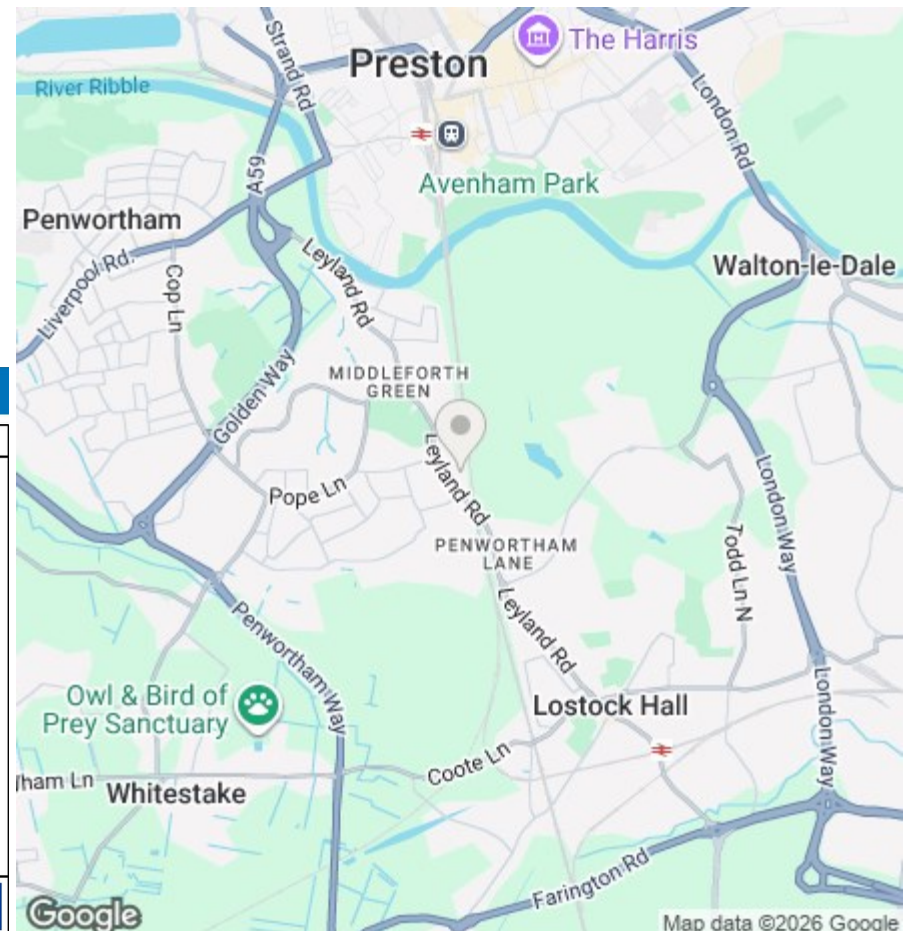 Strand Rd
The Harris
Preston
River Ribble
London Rd
A59
Avenham Park
Penwortham
Leyland Rd
Walton-le-Dale
Liverpool Rd
Cop Ln
MIDDLEFORTH
GREEN
Golden Way
Leyland Rd
Pope Ln
London Way
PENWORTHAM
LANE
Todd Ln N
Leyland Rd
Penwortham Way
Owl & Bird of
Prey Sanctuary
Lostock Hall
London Way
Coote Ln
ham Ln
Whitestake
Farington Rd
Google
Map data ©2026 Google